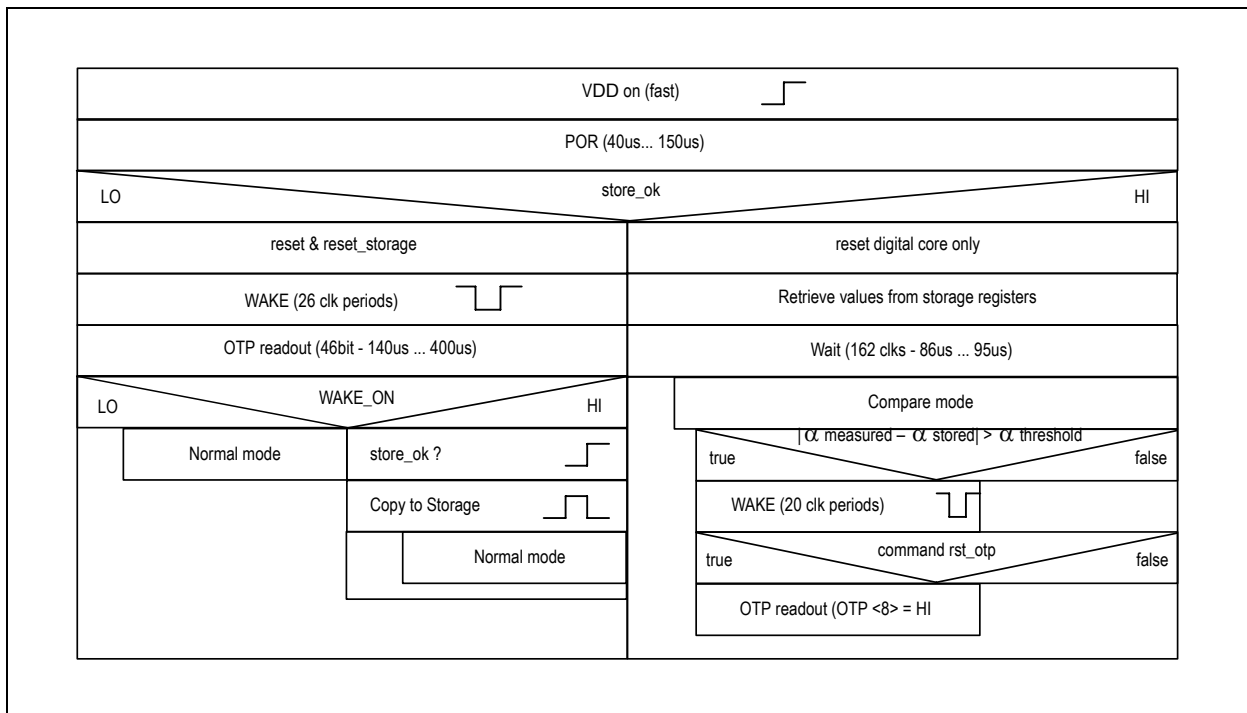 VDD on (fast)
POR (40us... 150us)
LO
store_ok
HI
reset & reset_storage
reset digital core only
WAKE (26 clk periods)
Retrieve values from storage registers
OTP readout (46bit - 140us ... 400us)
Wait (162 clks - 86us ... 95us)
LO
WAKE_ON
HI
Compare mode
Normal mode
store_ok ?
|α measured – α stored| > α threshold
true
false
Copy to Storage
WAKE (20 clk periods)
Normal mode
true
command rst_otp
false
OTP readout (OTP <8> = HI